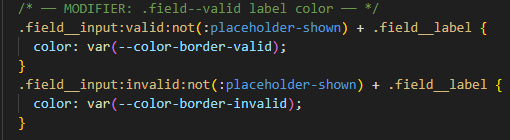 /* —— MODIFIER: .field--valid label color —— */
.field__input:valid:not(:placeholder-shown) + .field__label {
  color: var(--color-border-valid);
}
.field__input:invalid:not(:placeholder-shown) + .field__label {
  color: var(--color-border-invalid);
}